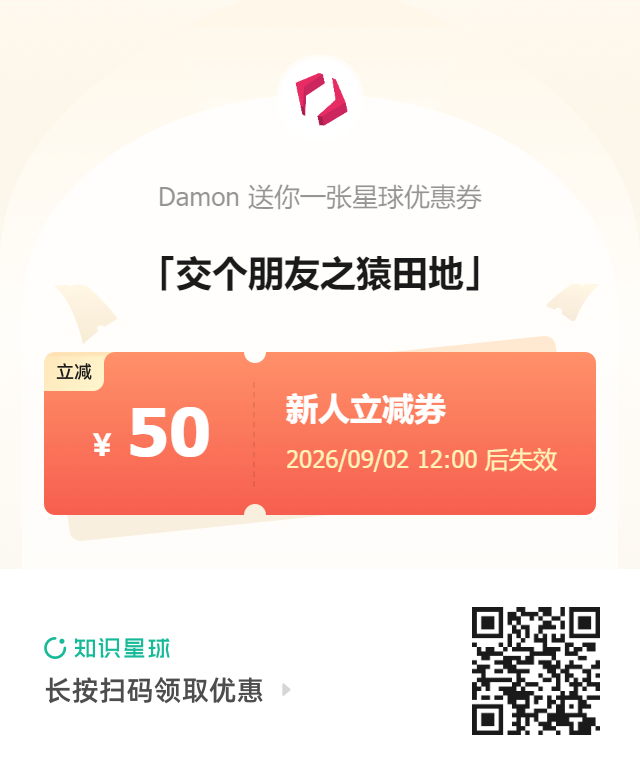 Damon 送你一张星球优惠券
「交个朋友之猿田地」
立减
¥ 50
新人立减券
2026/09/02 12:00 后失效
知识星球
长按扫码领取优惠